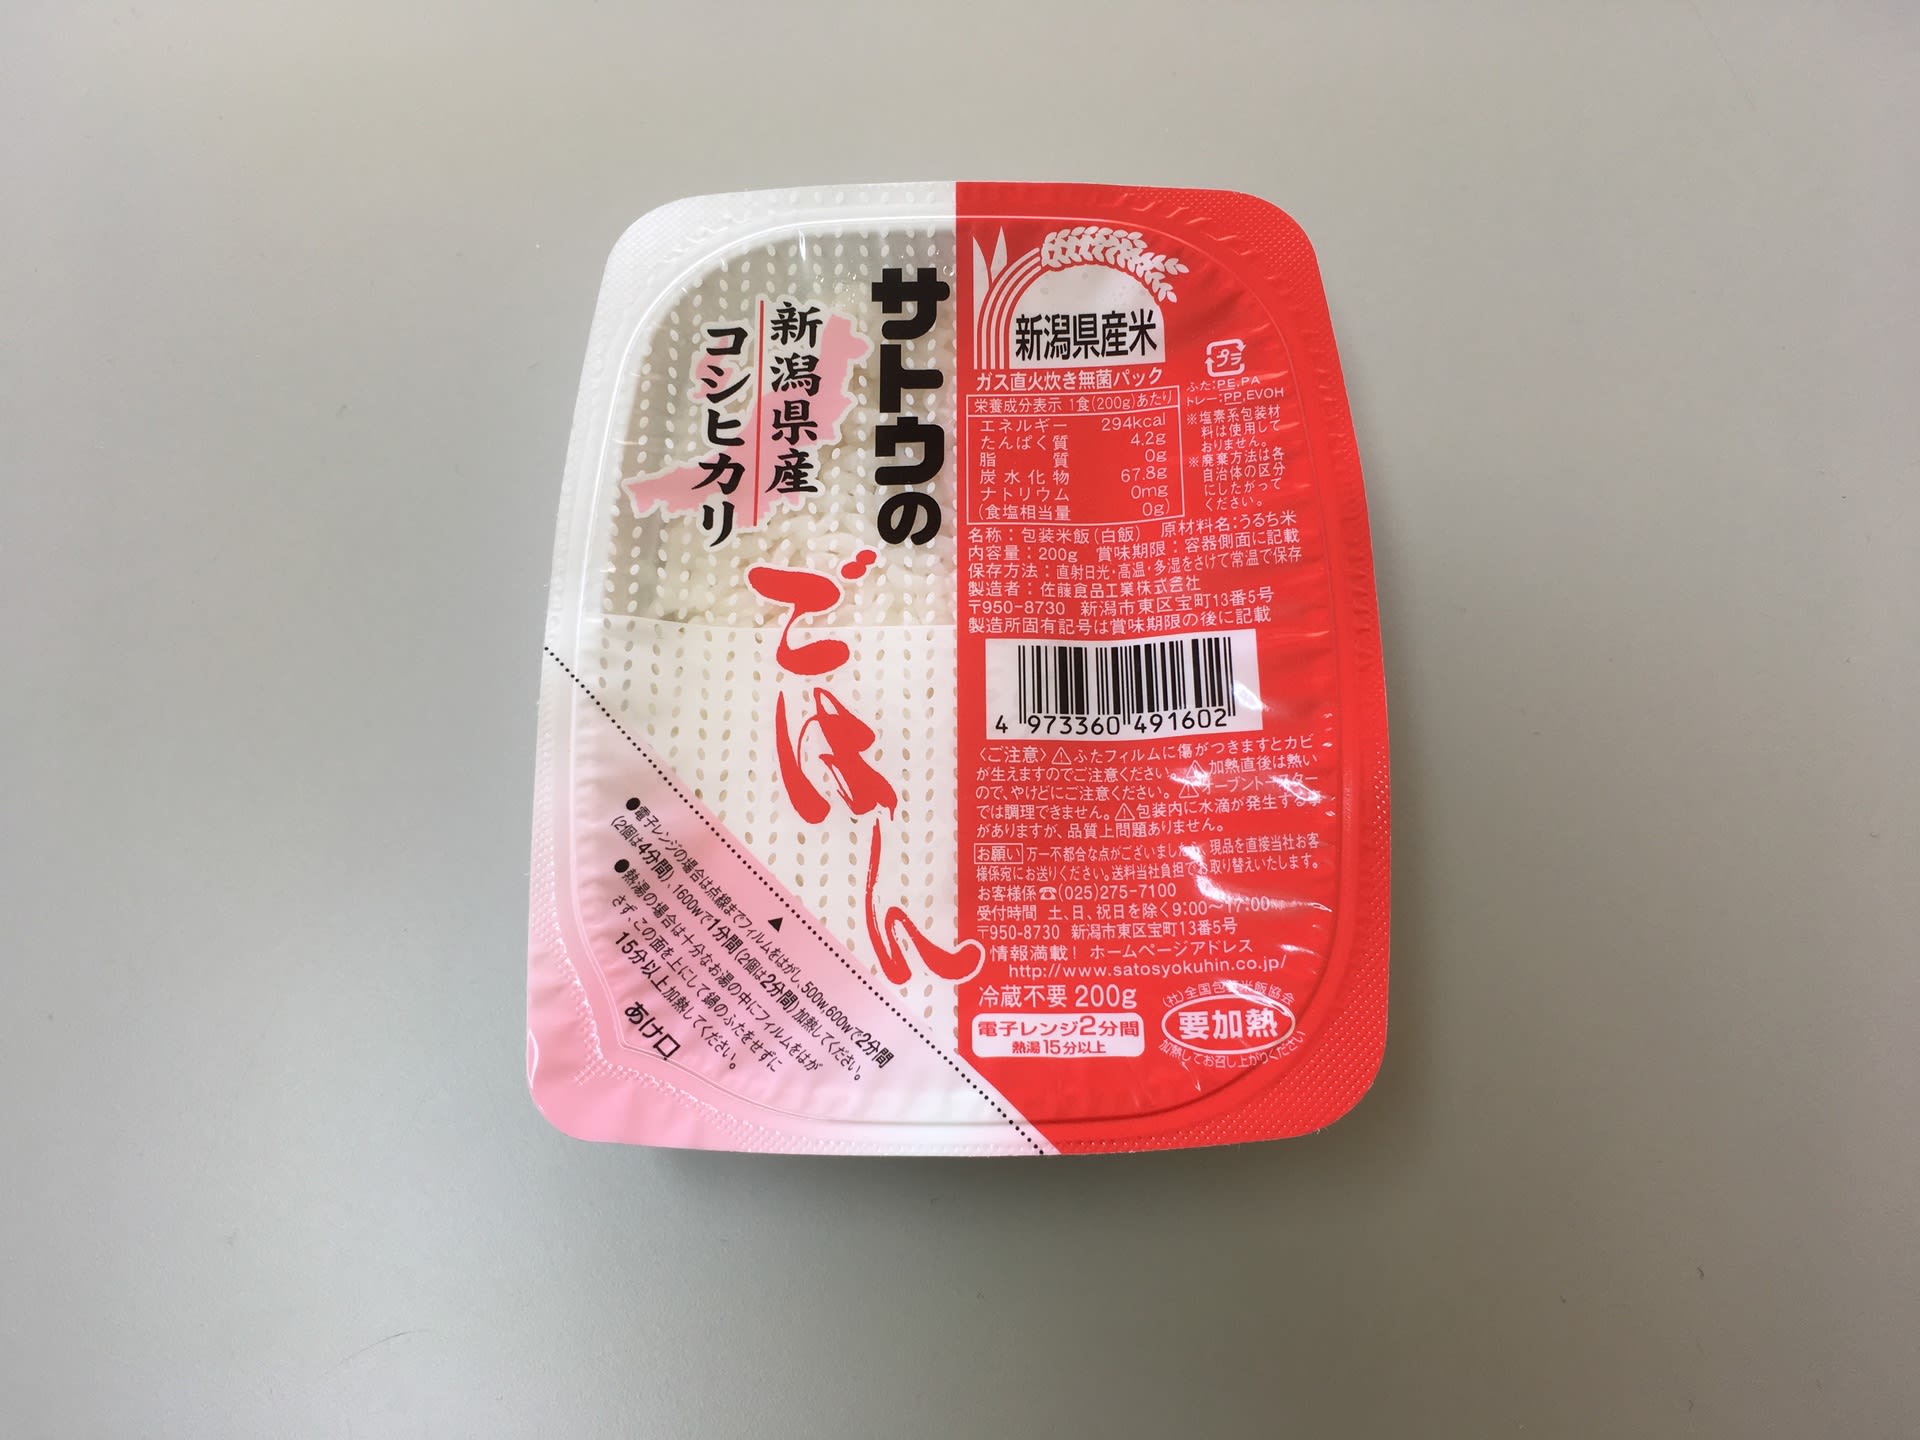 サトウの
ごはん
新潟県産
コシヒカリ
新潟県産米
ガス直火炊き無菌パック
プラ
ふた:PE,PA
トレー:PP,EVOH
※塩素系包装材
料は使用して
おりません。
※廃棄方法は各
自治体の区分
にしたがって
ください。
栄養成分表示 1食(200g)あたり
エネルギー 294kcal
たんぱく質 4.2g
脂質 0g
炭水化物 67.8g
ナトリウム 0mg
(食塩相当量 0g)
名称:包装米飯(白飯) 原材料名:うるち米
内容量:200g 賞味期限:容器側面に記載
保存方法:直射日光・高温・多湿をさけて常温で保存
製造者:佐藤食品工業株式会社
〒950-8730 新潟市東区宝町13番5号
製造所固有記号は賞味期限の後に記載
4 973360 491602
〈ご注意〉⚠ふたフィルムに傷がつきますとカビ
が生えますのでご注意ください。⚠加熱直後は熱い
ので、やけどにご注意ください。⚠オーブントースター
では調理できません。⚠包装内に水滴が発生する事
がありますが、品質上問題ありません。
お願い 万一不都合な点がございましたら、現品を直接当社お客
様係宛にお送りください。送料当社負担でお取り替えいたします。
お客様係☎(025)275-7100
受付時間 土、日、祝日を除く9:00〜17:00
〒950-8730 新潟市東区宝町13番5号
情報満載! ホームページアドレス
http://www.satosyokuhin.co.jp/
冷蔵不要 200g
電子レンジ2分間
熱湯15分以上
(社)全国包装米飯協会
要加熱
加熱してお召し上がりください
●電子レンジの場合は点線までフィルムをはがし、500w,600wで2分間
(2個は4分間)、1600wで1分間(2個は2分間)加熱してください。
●熱湯の場合は十分なお湯の中にフィルムをはが
さず、この面を上にして鍋のふたをせずに
15分以上加熱してください。
あけ口